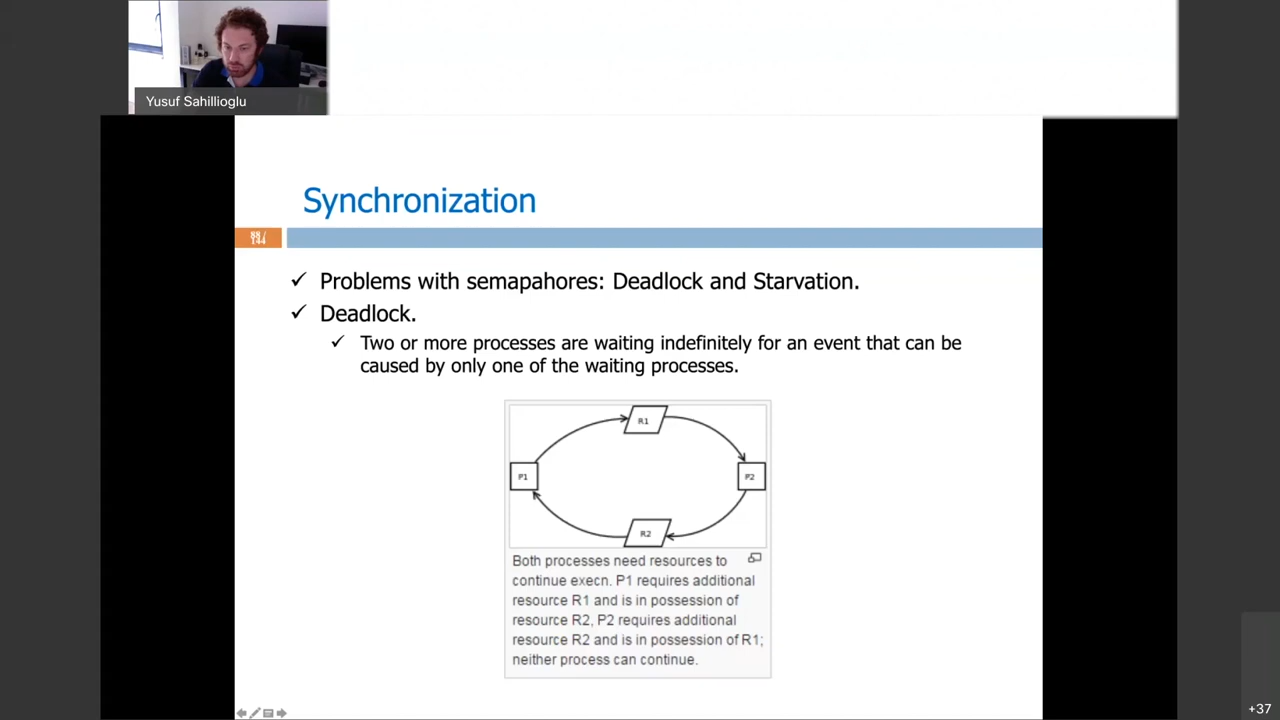 Yusuf Sahillioglu
Synchronization
88 /
144
✓ Problems with semapahores: Deadlock and Starvation.
✓ Deadlock.
✓ Two or more processes are waiting indefinitely for an event that can be
caused by only one of the waiting processes.
R1
P1
P2
R2
Both processes need resources to
continue execn. P1 requires additional
resource R1 and is in possession of
resource R2, P2 requires additional
resource R2 and is in possession of R1;
neither process can continue.
+37